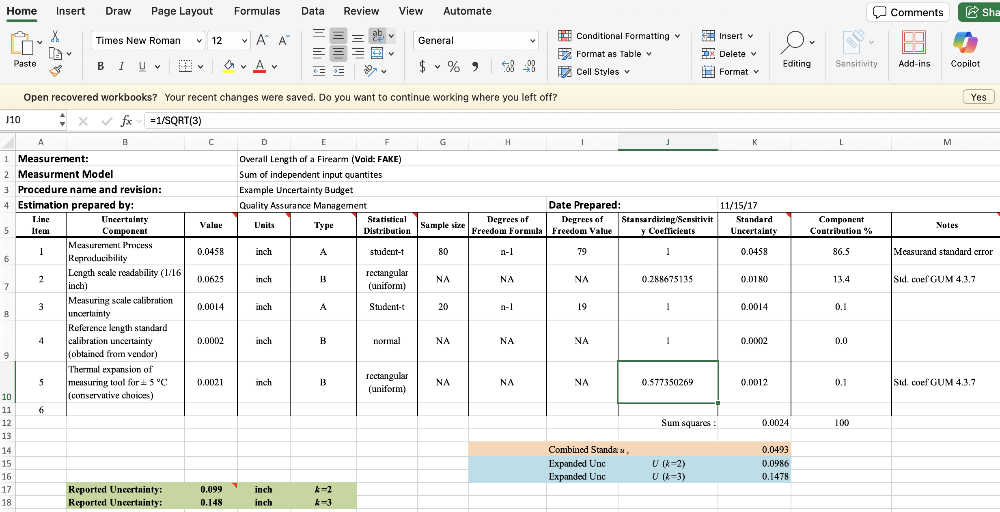 Home Insert Draw Page Layout Formulas Data Review View Automate Comments Sha
Paste Times New Roman 12 General Conditional Formatting Insert
Format as Table Delete
Cell Styles Format
Editing Sensitivity Add-ins Copilot
Open recovered workbooks? Your recent changes were saved. Do you want to continue working where you left off? Yes
J10 fx =1/SQRT(3)
A B C D E F G H I J K L M
1 Measurement: Overall Length of a Firearm (Void: FAKE)
2 Measurment Model Sum of independent input quantites
3 Procedure name and revision: Example Uncertainty Budget
4 Estimation prepared by: Quality Assurance Management Date Prepared: 11/15/17
Line Uncertainty Statistical Degrees of Degrees of Stansardizing/Sensitivit Standard Component
Value Units Type Sample size Notes
5 Item Component Distribution Freedom Formula Freedom Value y Coefficients Uncertainty Contribution %
Measurement Process
1 0.0458 inch A student-t 80 n-1 79 1 0.0458 86.5 Measurand standard error
6 Reproducibility
Length scale readability (1/16 rectangular
2 0.0625 inch B NA NA NA 0.288675135 0.0180 13.4 Std. coef GUM 4.3.7
7 inch) (uniform)
Measuring scale calibration
3 0.0014 inch A Student-t 20 n-1 19 1 0.0014 0.1
8 uncertainty
Reference length standard
4 calibration uncertainty 0.0002 inch B normal NA NA NA 1 0.0002 0.0
9 (obtained from vendor)
Thermal expansion of rectangular
5 measuring tool for ± 5 °C 0.0021 inch B NA NA NA 0.577350269 0.0012 0.1 Std. coef GUM 4.3.7
10 (conservative choices) (uniform)
11 6
12 Sum squares : 0.0024 100
13
14 Combined Standa u c 0.0493
15 Expanded Unc U (k=2) 0.0986
16 Expanded Unc U (k=3) 0.1478
17 Reported Uncertainty: 0.099 inch k=2
18 Reported Uncertainty: 0.148 inch k=3